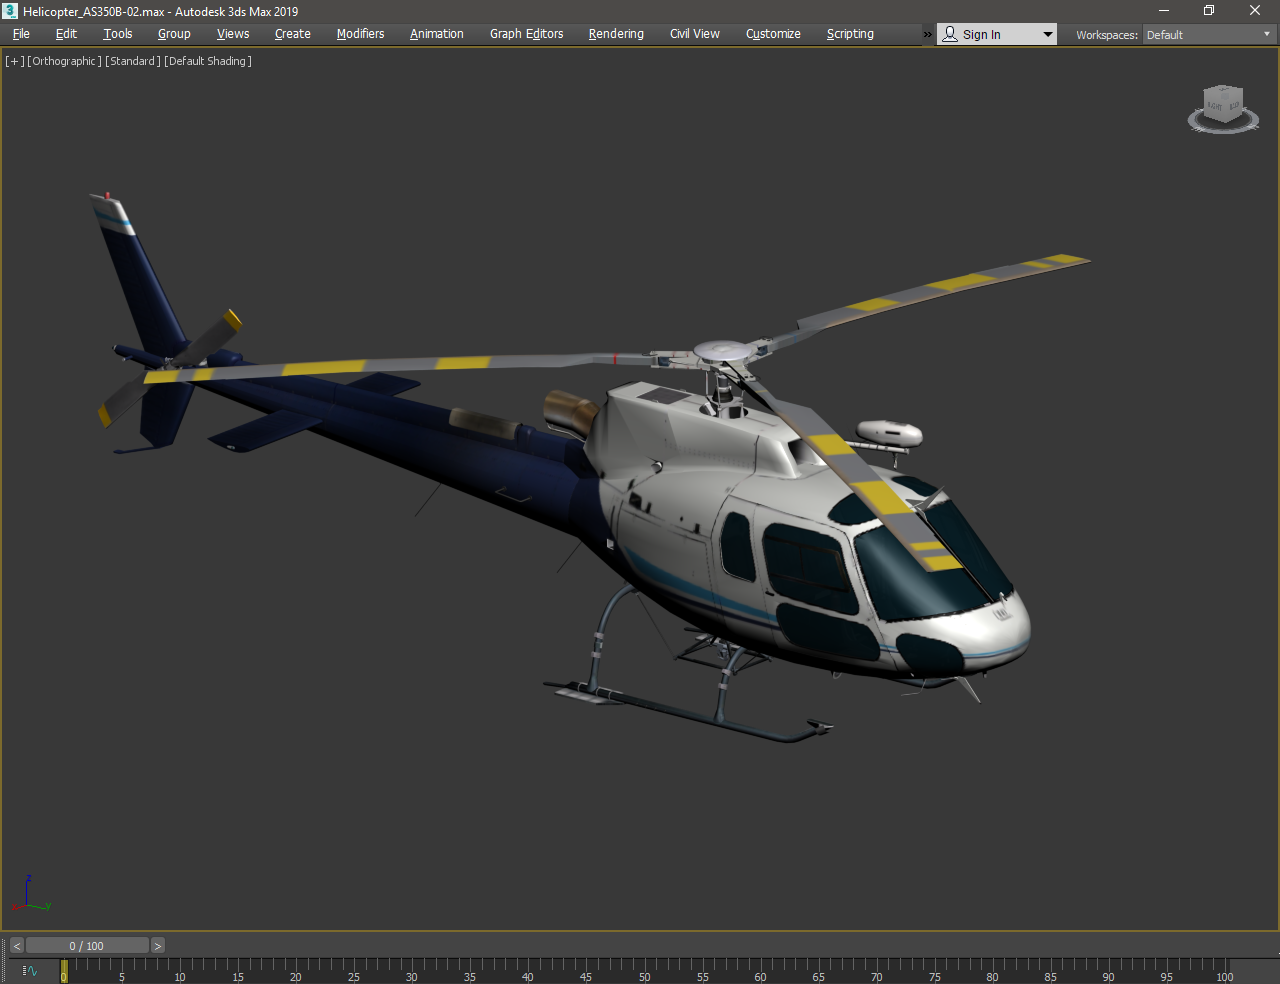 Helicopter_AS350B-02.max - Autodesk 3ds Max 2019
File Edit Tools Group Views Create Modifiers Animation Graph Editors Rendering Civil View Customize Scripting » Sign In Workspaces: Default
[+] [Orthographic] [Standard] [Default Shading]
RIGHT
z
x y
< 0 / 100 >
0 5 10 15 20 25 30 35 40 45 50 55 60 65 70 75 80 85 90 95 100